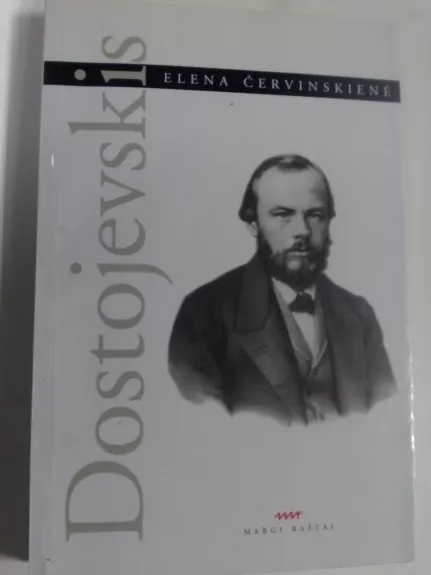 ELENA ČERVINSKIENĖ
Dostojevskis
MARGI RAŠTAI